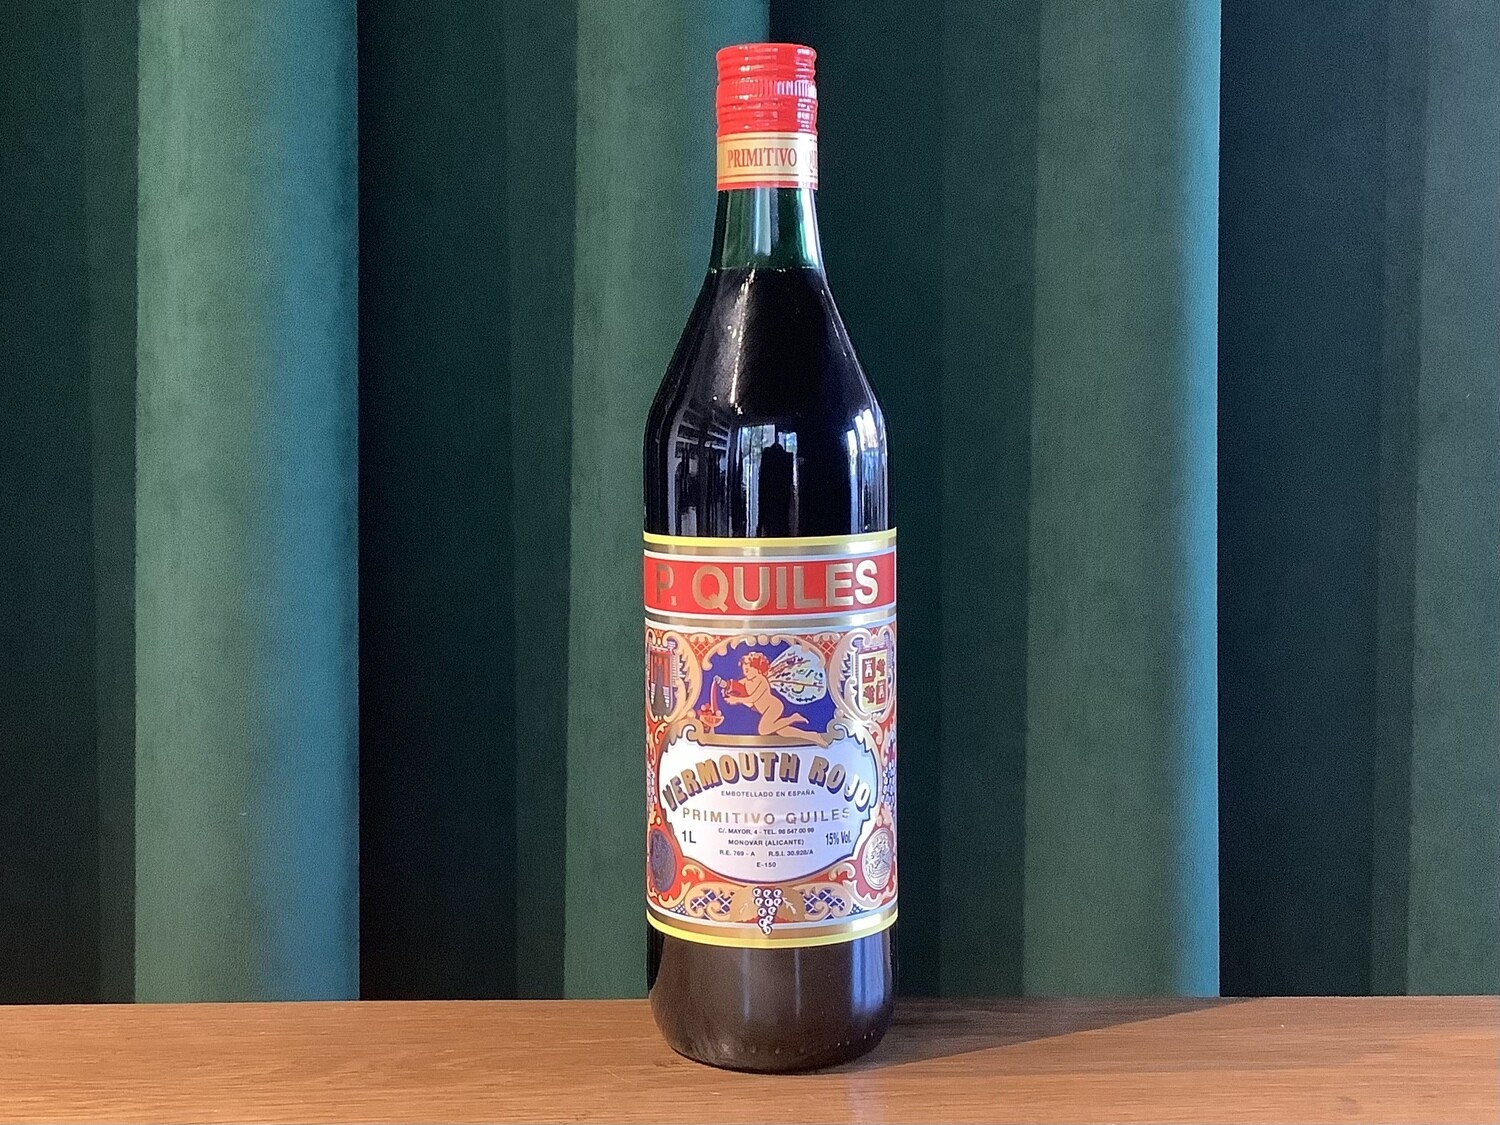 PRIMITIVO
P. QUILES
VERMOUTH ROJO
EMBOTELLADO EN ESPAÑA
PRIMITIVO QUILES
C/. MAYOR, 4 - TEL. 96 547 00 99
1L
15% Vol.
MONOVAR (ALICANTE)
R.E. 769 - A R.S.I. 30.928/A
E-150